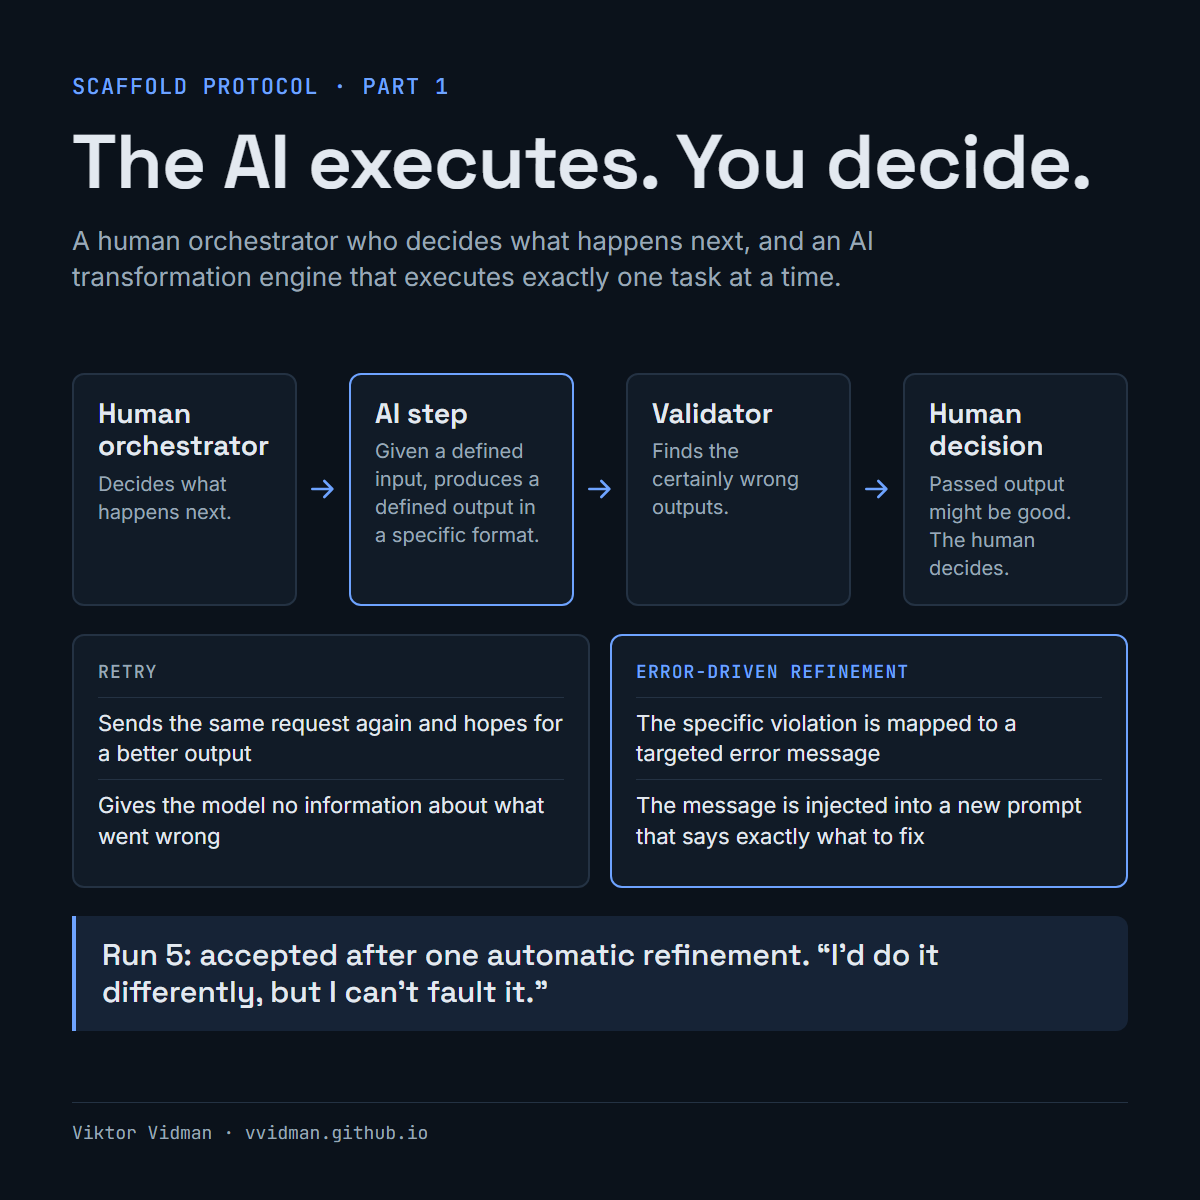 SCAFFOLD PROTOCOL · PART 1
The AI executes. You decide.
A human orchestrator who decides what happens next, and an AI
transformation engine that executes exactly one task at a time.
Human
orchestrator
Decides what
happens next.
→
AI step
Given a defined
input, produces a
defined output in
a specific format.
→
Validator
Finds the
certainly wrong
outputs.
→
Human
decision
Passed output
might be good.
The human
decides.
RETRY
Sends the same request again and hopes for
a better output
Gives the model no information about what
went wrong
ERROR-DRIVEN REFINEMENT
The specific violation is mapped to a
targeted error message
The message is injected into a new prompt
that says exactly what to fix
Run 5: accepted after one automatic refinement. “I’d do it
differently, but I can’t fault it.”
Viktor Vidman · vvidman.github.io